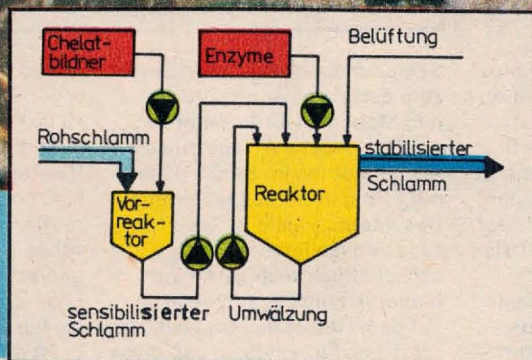 Chelat-
bildner
Enzyme
Belüftung
Rohschlamm
stabilisierter
Schlamm
Vor-
reak-
tor
Reaktor
sensibilisierter
Schlamm
Umwälzung